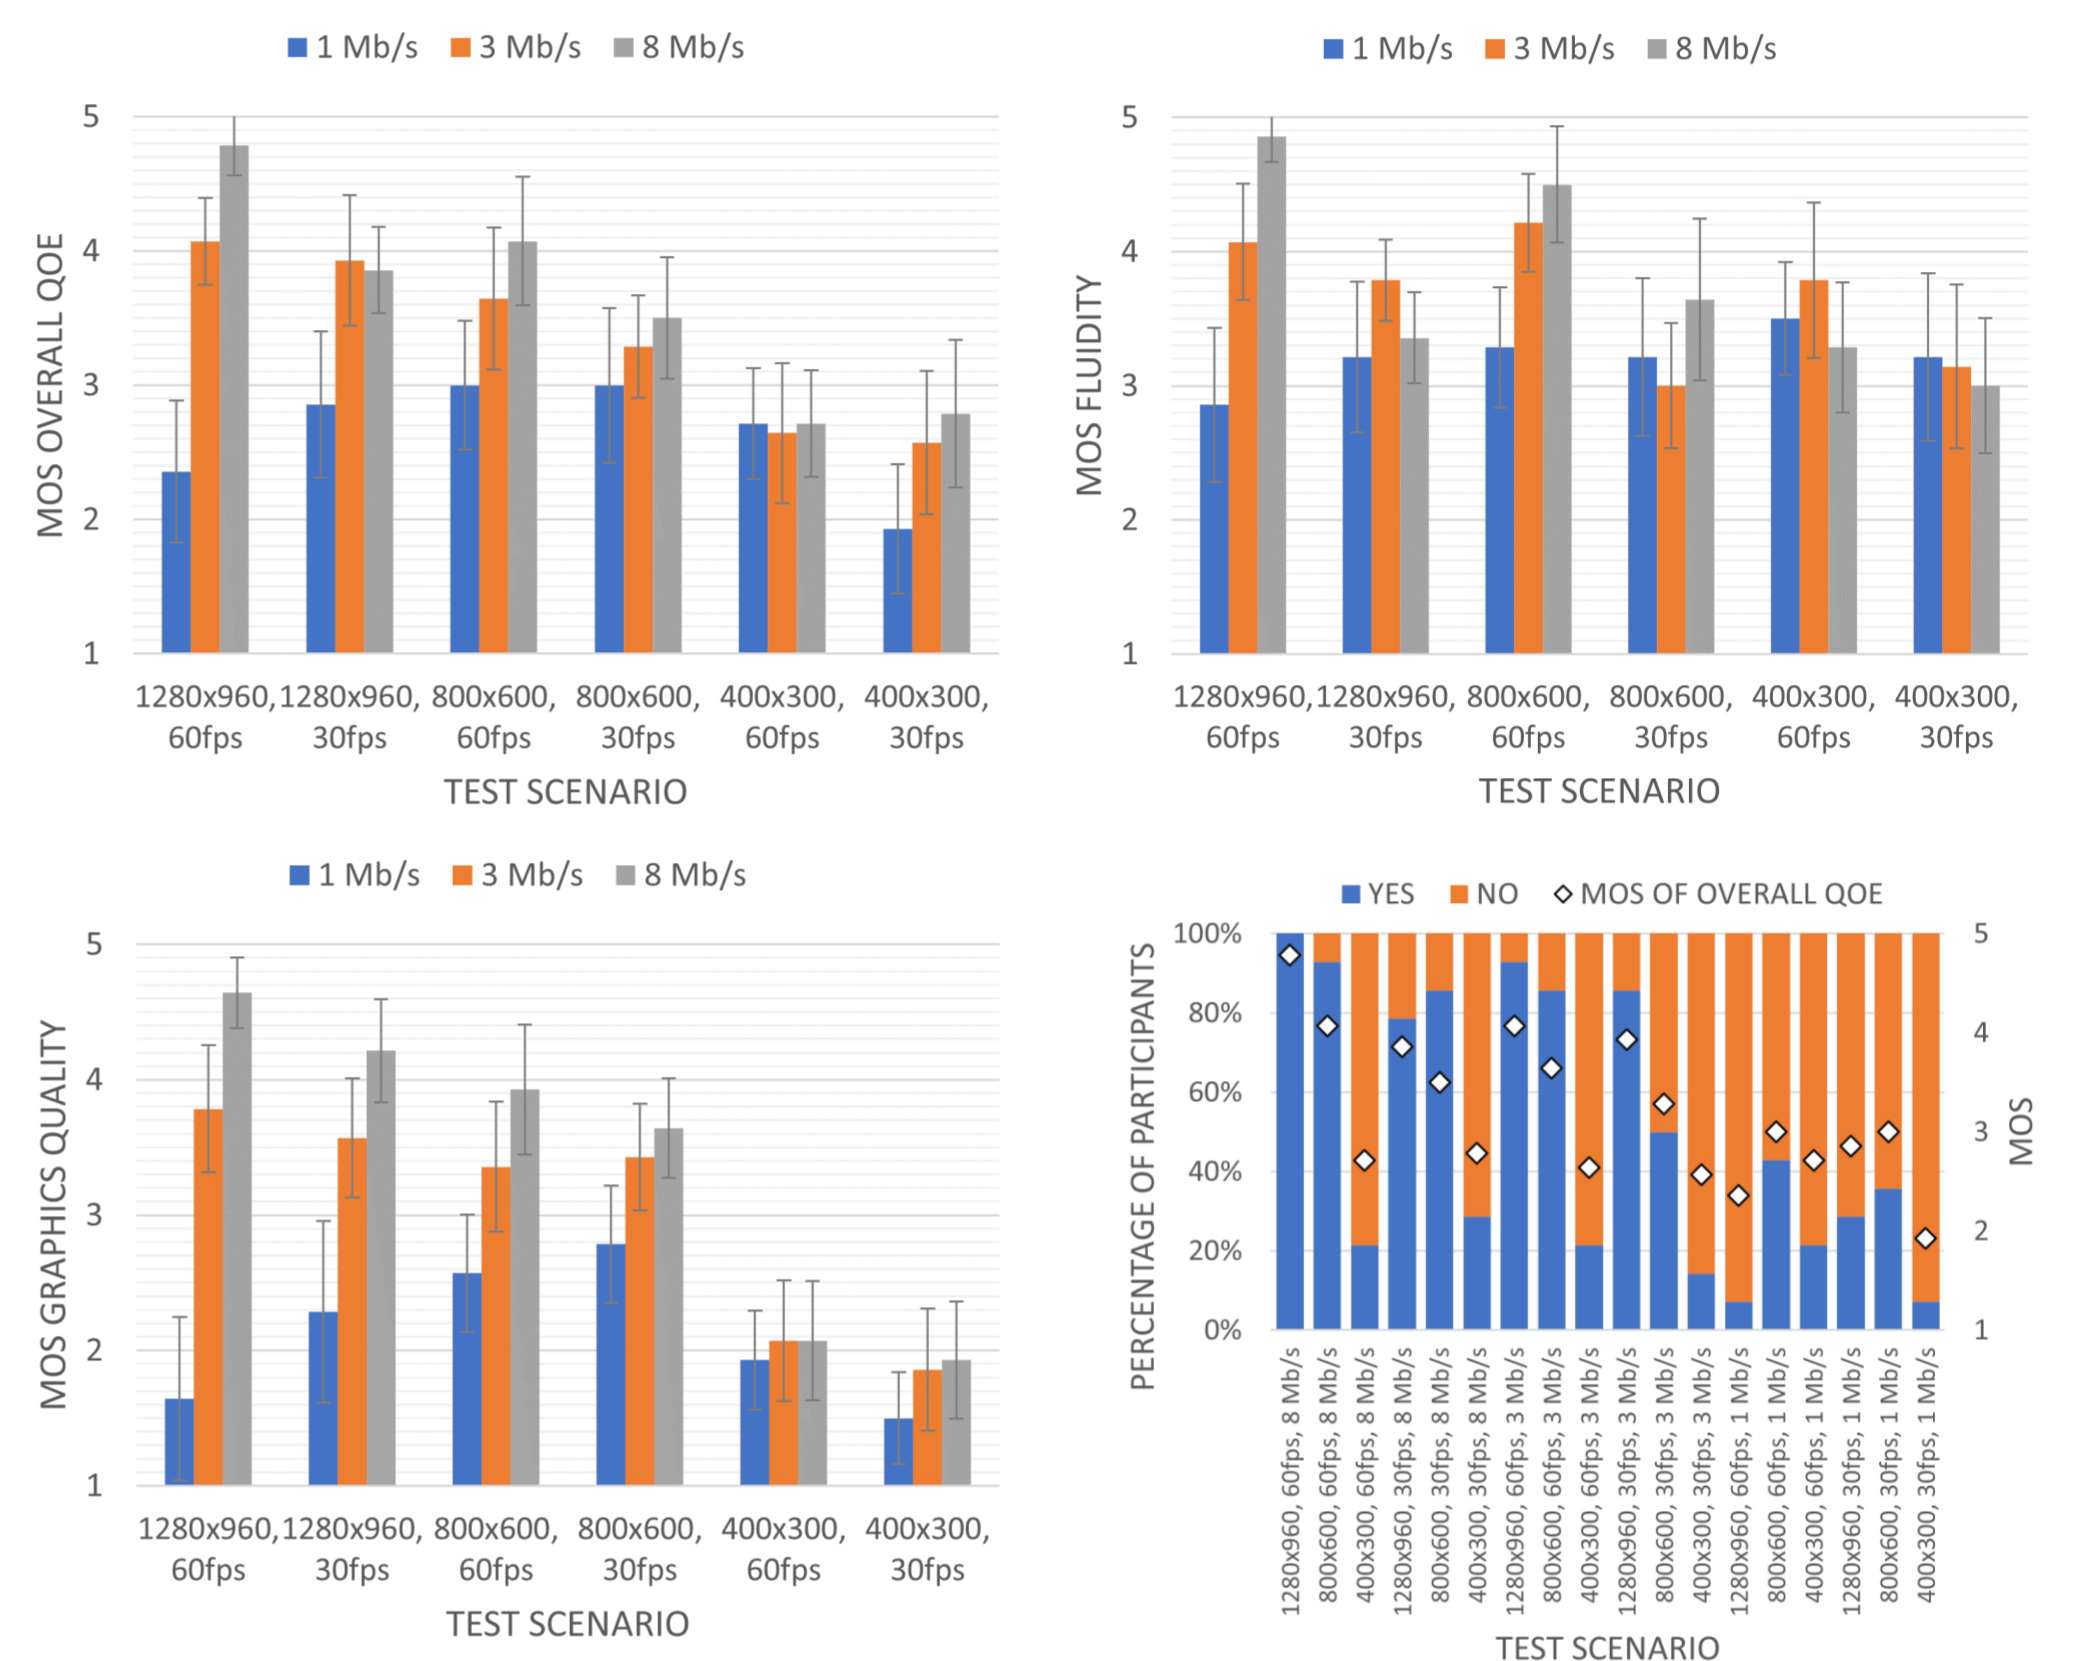 1 Mb/s 3 Mb/s 8 Mb/s
5
4
3
2
1
MOS OVERALL QOE
1280x960, 1280x960, 800x600, 800x600, 400x300, 400x300,
60fps 30fps 60fps 30fps 60fps 30fps
TEST SCENARIO
1 Mb/s 3 Mb/s 8 Mb/s
5
4
3
2
1
MOS FLUIDITY
1280x960, 1280x960, 800x600, 800x600, 400x300, 400x300,
60fps 30fps 60fps 30fps 60fps 30fps
TEST SCENARIO
1 Mb/s 3 Mb/s 8 Mb/s
5
4
3
2
1
MOS GRAPHICS QUALITY
1280x960, 1280x960, 800x600, 800x600, 400x300, 400x300,
60fps 30fps 60fps 30fps 60fps 30fps
TEST SCENARIO
YES NO MOS OF OVERALL QOE
100%
80%
60%
40%
20%
0%
PERCENTAGE OF PARTICIPANTS
5
4
3
2
1
MOS
1280x960, 60fps, 8 Mb/s
800x600, 60fps, 8 Mb/s
400x300, 60fps, 8 Mb/s
1280x960, 30fps, 8 Mb/s
800x600, 30fps, 8 Mb/s
400x300, 30fps, 8 Mb/s
1280x960, 60fps, 3 Mb/s
800x600, 60fps, 3 Mb/s
400x300, 60fps, 3 Mb/s
1280x960, 30fps, 3 Mb/s
800x600, 30fps, 3 Mb/s
400x300, 30fps, 3 Mb/s
1280x960, 60fps, 1 Mb/s
800x600, 60fps, 1 Mb/s
400x300, 60fps, 1 Mb/s
1280x960, 30fps, 1 Mb/s
800x600, 30fps, 1 Mb/s
400x300, 30fps, 1 Mb/s
TEST SCENARIO